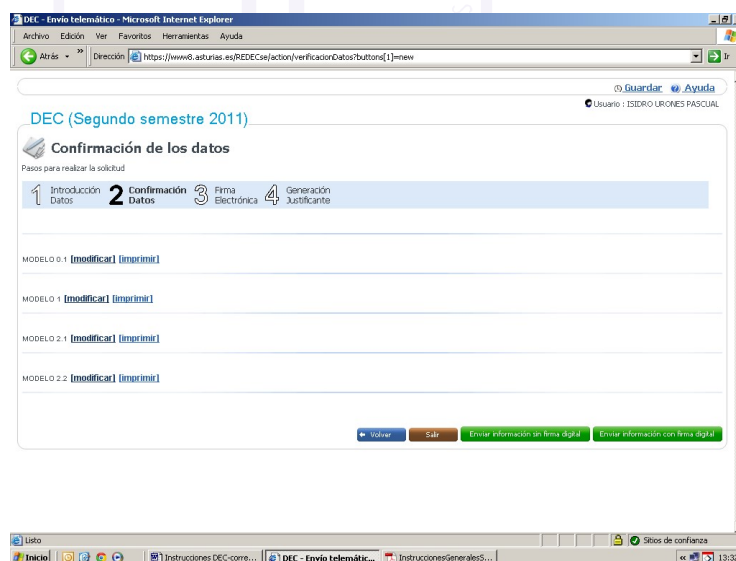 DEC - Envío telemático - Microsoft Internet Explorer
Archivo Edición Ver Favoritos Herramientas Ayuda
Atrás » Dirección https://www8.asturias.es/REDECse/action/verificacionDatos?buttons[1]=new Ir
Guardar Ayuda
Usuario : ISIDRO URONES PASCUAL
DEC (Segundo semestre 2011)
Confirmación de los datos
Pasos para realizar la solicitud
1 Introducción Datos 2 Confirmación Datos 3 Firma Electrónica 4 Generación Justificante
MODELO 0.1 [modificar] [imprimir]
MODELO 1 [modificar] [imprimir]
MODELO 2.1 [modificar] [imprimir]
MODELO 2.2 [modificar] [imprimir]
Volver Salir Enviar información sin firma digital Enviar información con firma digital
Listo Sitios de confianza
Inicio Instrucciones DEC-corre... DEC - Envío telemátic... InstruccionesGeneralesS... « 13:32